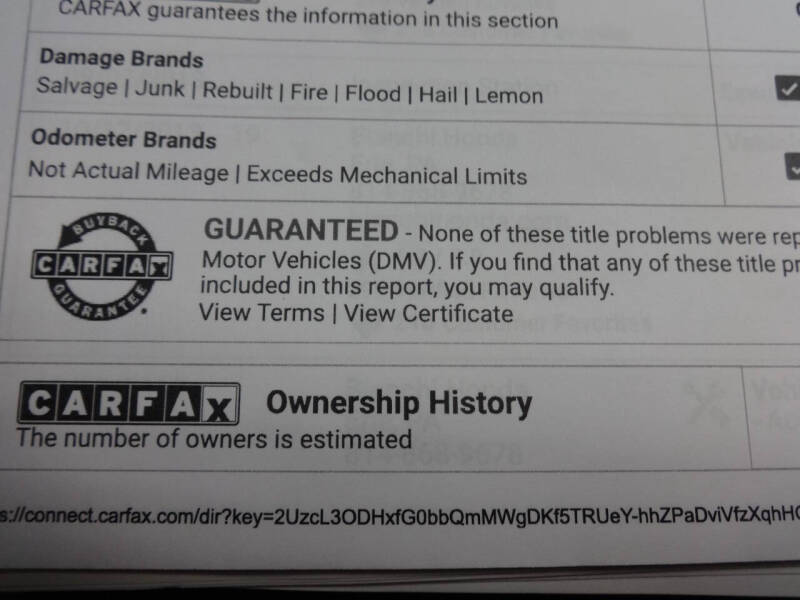 CARFAX guarantees the information in this section
Damage Brands
Salvage | Junk | Rebuilt | Fire | Flood | Hail | Lemon
Odometer Brands
Not Actual Mileage | Exceeds Mechanical Limits
BUYBACK
CARFAX
GUARANTEE
GUARANTEED - None of these title problems were rep
Motor Vehicles (DMV). If you find that any of these title pr
included in this report, you may qualify.
View Terms | View Certificate
CARFAX Ownership History
The number of owners is estimated
s://connect.carfax.com/dir?key=2UzcL3ODHxfG0bbQmMWgDKf5TRUeY-hhZPaDviVfzXqhH